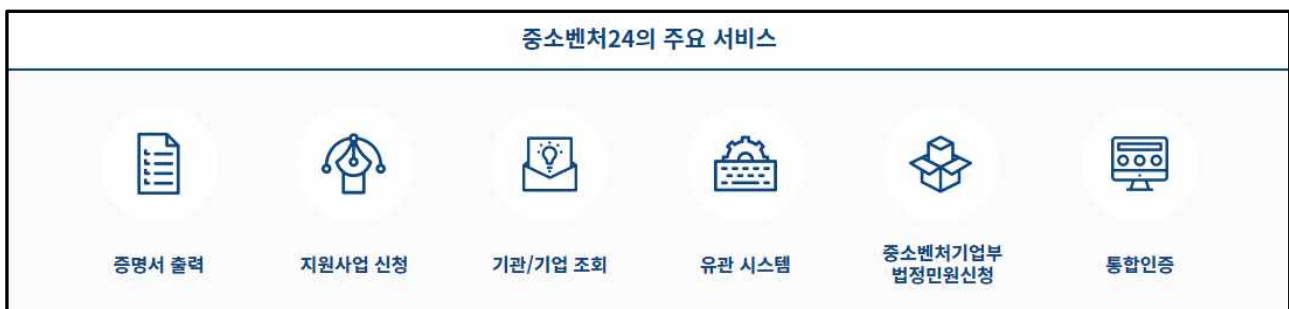 중소벤처24의 주요 서비스
증명서 출력
지원사업 신청
기관/기업 조회
유관 시스템
중소벤처기업부
법정민원신청
통합인증